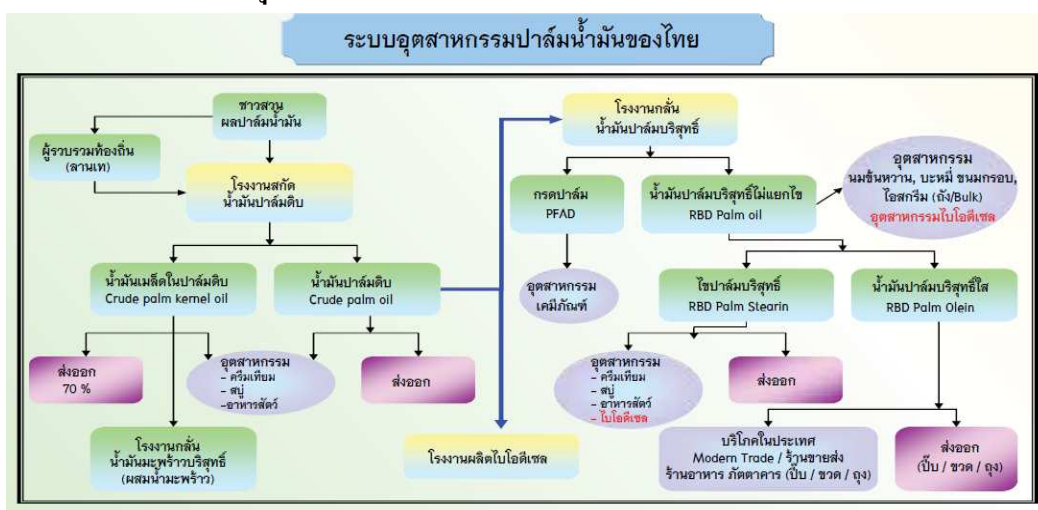 ระบบอุตสาหกรรมปาล์มน้ำมันของไทย
ชาวสวน
ผลปาล์มน้ำมัน
ผู้รวบรวมท้องถิ่น
(ลานเท)
โรงงานสกัด
น้ำมันปาล์มดิบ
น้ำมันเมล็ดในปาล์มดิบ
Crude palm kernel oil
น้ำมันปาล์มดิบ
Crude palm oil
ส่งออก
70 %
อุตสาหกรรม
– ครีมเทียม
– สบู่
–อาหารสัตว์
ส่งออก
โรงงานกลั่น
น้ำมันมะพร้าวบริสุทธิ์
(ผสมน้ำมะพร้าว)
โรงงานผลิตไบโอดีเซล
โรงงานกลั่น
น้ำมันปาล์มบริสุทธิ์
กรดปาล์ม
PFAD
น้ำมันปาล์มบริสุทธิ์ไม่แยกไข
RBD Palm oil
อุตสาหกรรม
นมข้นหวาน, บะหมี่ ขนมกรอบ,
ไอสกรีม (ถัง/Bulk)
อุตสาหกรรมไบโอดีเซล
อุตสาหกรรม
เคมีภัณฑ์
ไขปาล์มบริสุทธิ์
RBD Palm Stearin
น้ำมันปาล์มบริสุทธิ์ใส
RBD Palm Olein
อุตสาหกรรม
– ครีมเทียม
– สบู่
– อาหารสัตว์
– ไบโอดีเซล
ส่งออก
บริโภคในประเทศ
Modern Trade / ร้านขายส่ง
ร้านอาหาร ภัตตาคาร (ปี๊บ / ขวด / ถุง)
ส่งออก
(ปี๊บ / ขวด / ถุง)